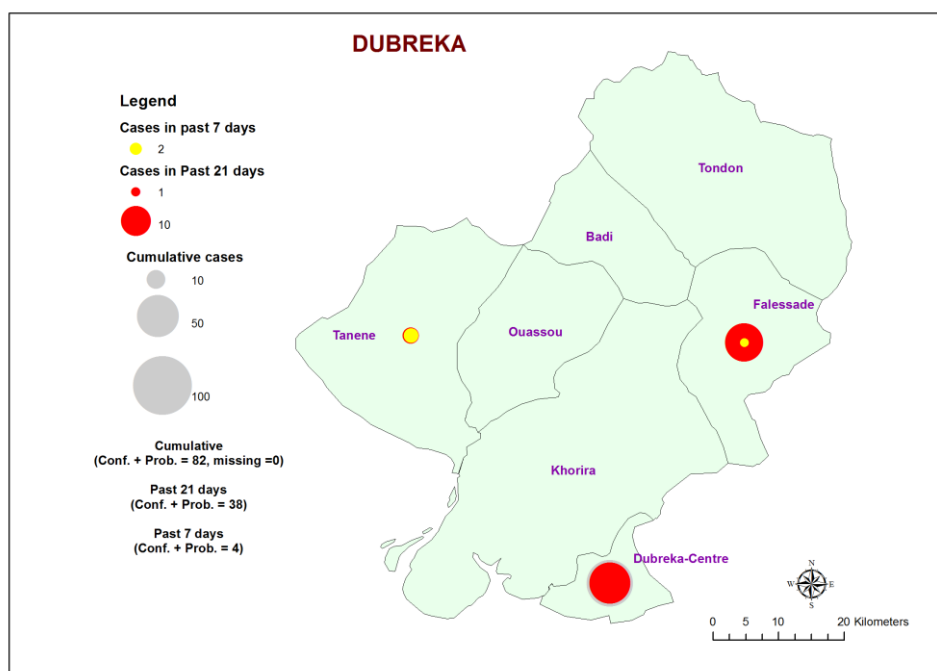 DUBREKA
Legend
Cases in past 7 days
2
Cases in Past 21 days
1
10
Cumulative cases
10
50
100
Cumulative
(Conf. + Prob. = 82, missing =0)
Past 21 days
(Conf. + Prob. = 38)
Past 7 days
(Conf. + Prob. = 4)
Tondon
Badi
Falessade
Tanene
Ouassou
Khorira
Dubreka-Centre
N
W E
S
0 5 10 20 Kilometers